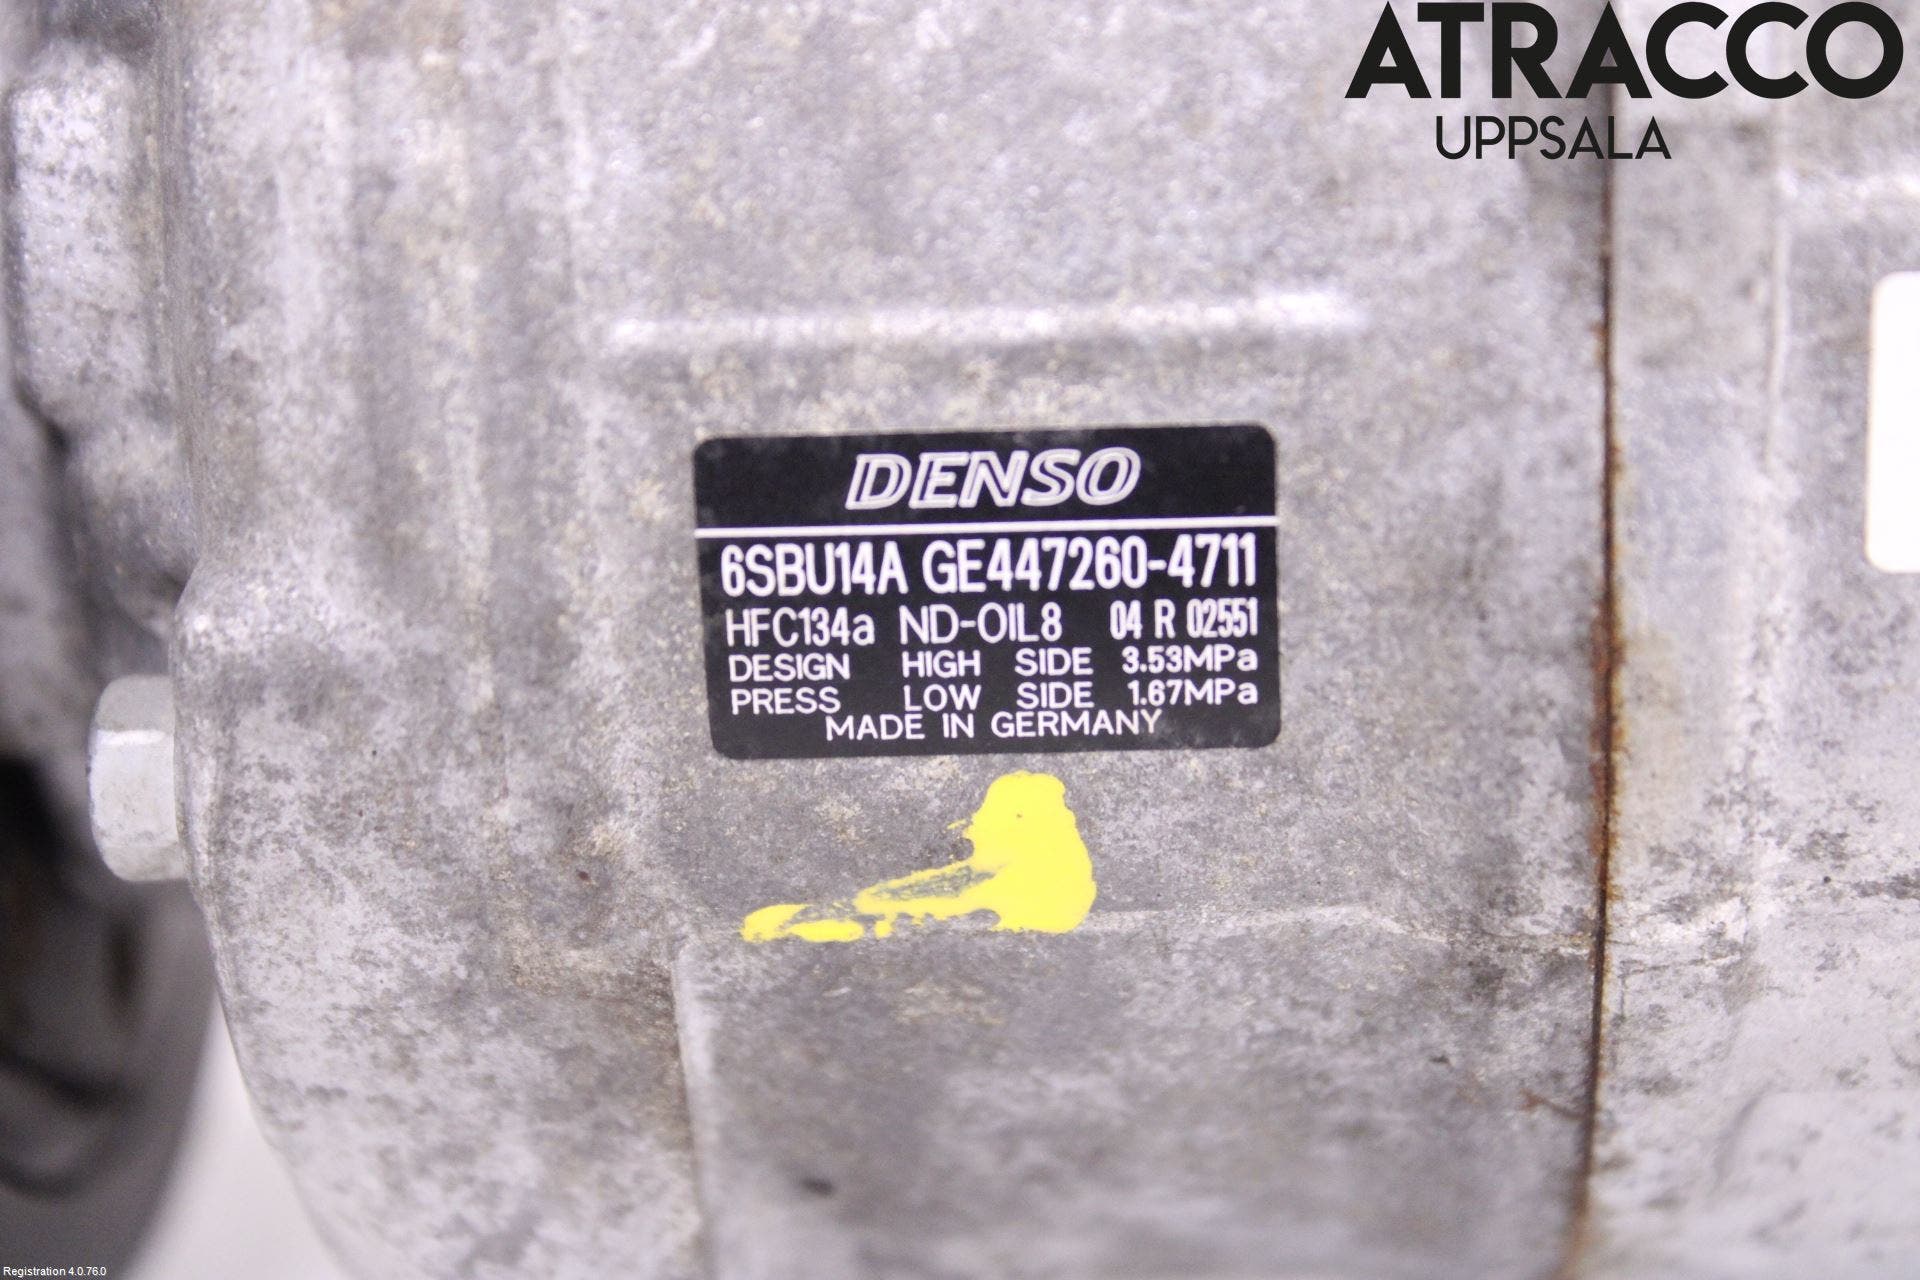 ATRACCO
UPPSALA
DENSO
6SBU14A GE447260-4711
HFC134a ND-OIL8 04 R 02551
DESIGN HIGH SIDE 3.53MPa
PRESS LOW SIDE 1.67MPa
MADE IN GERMANY
Registration 4.0.76.0